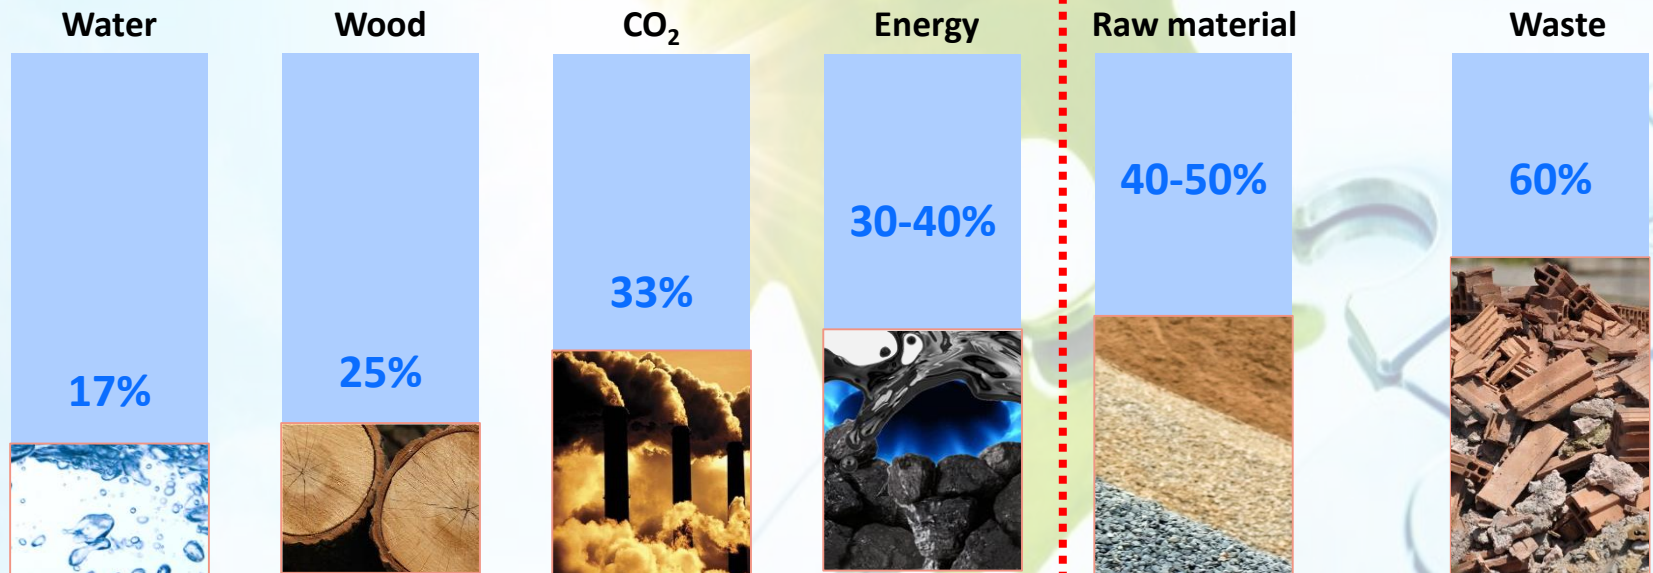 Water
Wood
CO₂
Energy
Raw material
Waste
17%
25%
33%
30-40%
40-50%
60%